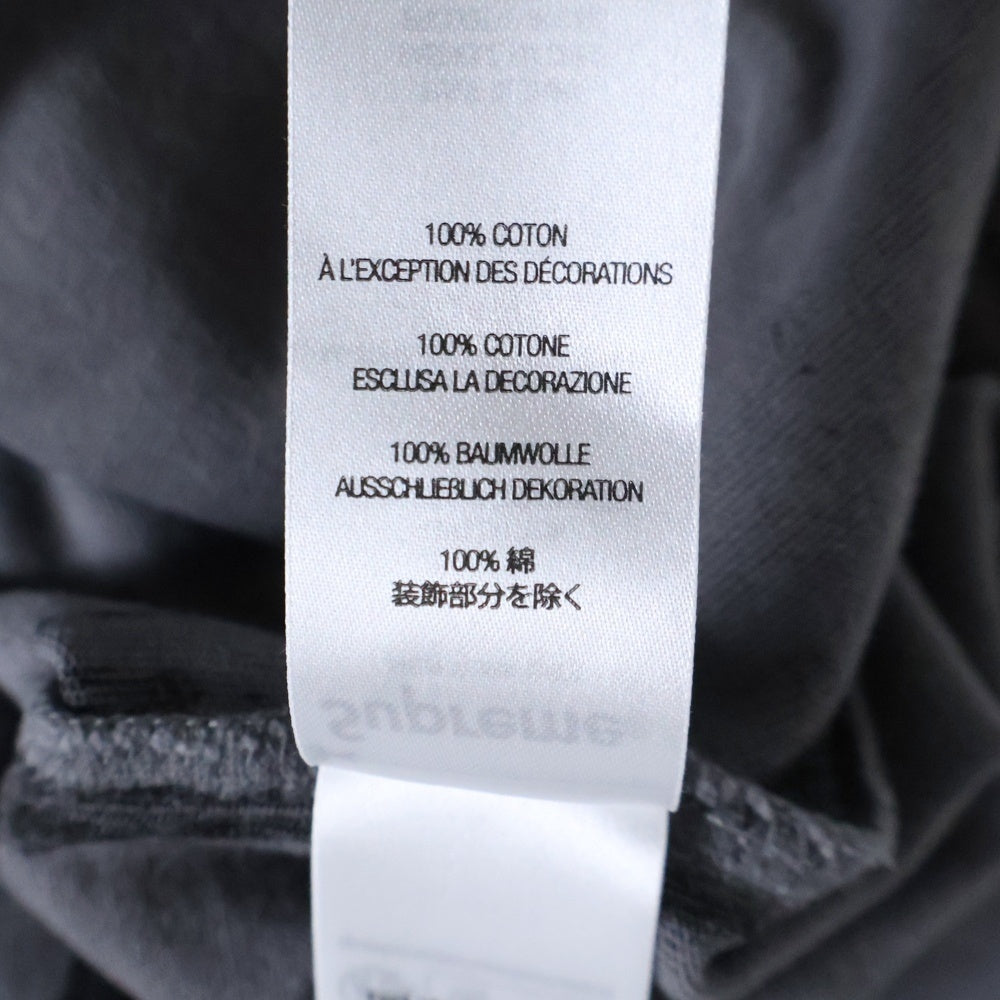 100% COTON
À L'EXCEPTION DES DÉCORATIONS
100% COTONE
ESCLUSA LA DECORAZIONE
100% BAUMWOLLE
AUSSCHLIEßLICH DEKORATION
100% 綿
装飾部分を除く
Supreme